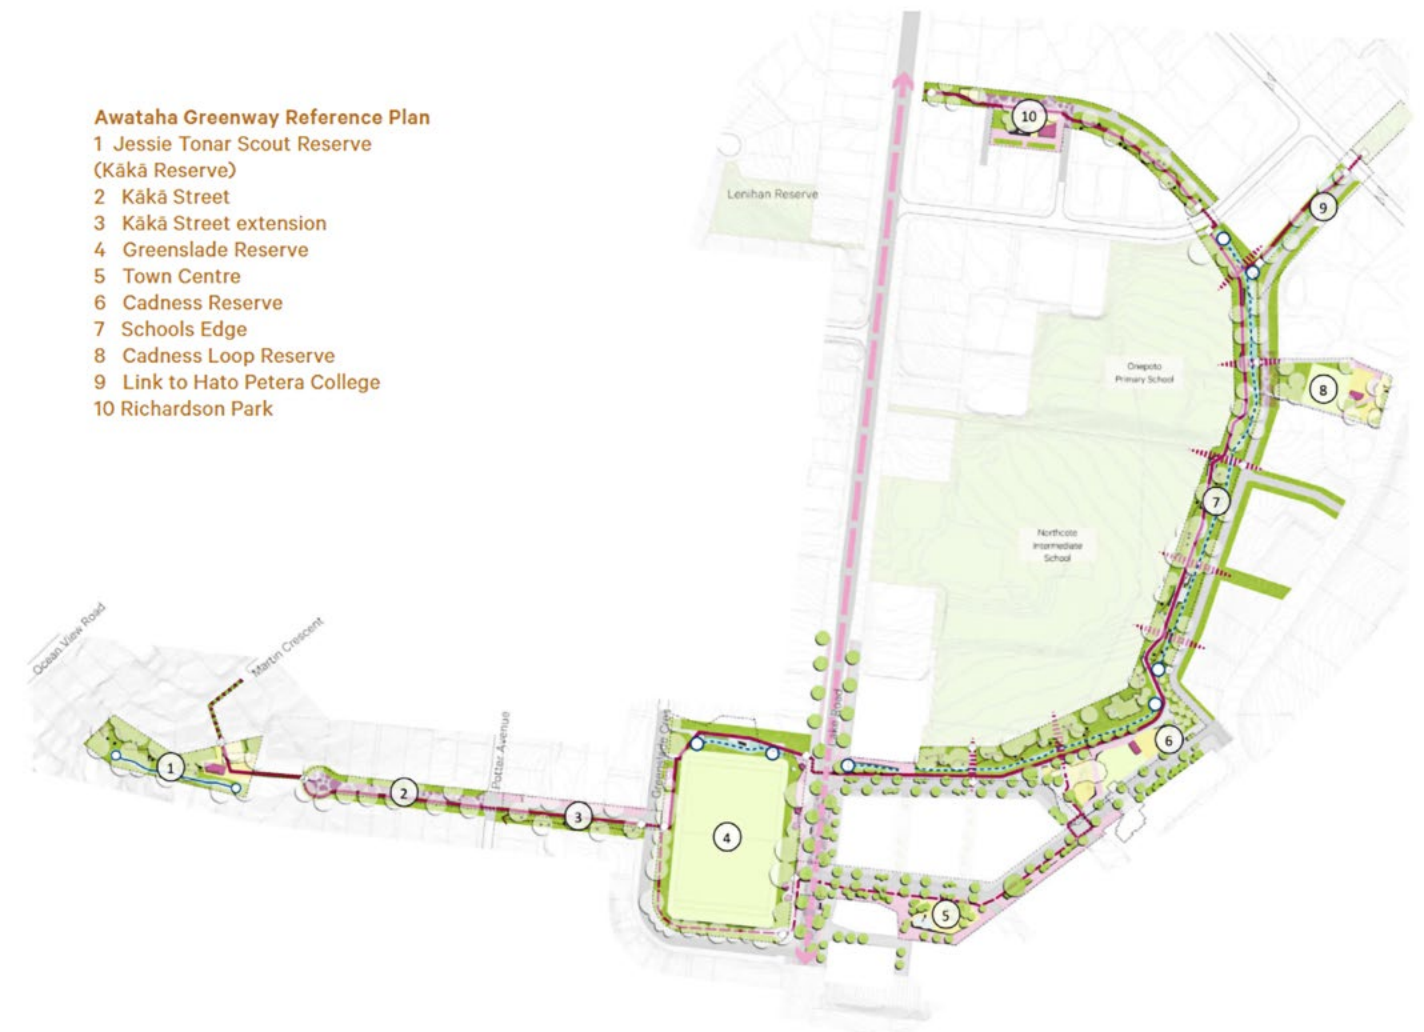 Awataha Greenway Reference Plan
1 Jessie Tonar Scout Reserve
(Kākā Reserve)
2 Kākā Street
3 Kākā Street extension
4 Greenslade Reserve
5 Town Centre
6 Cadness Reserve
7 Schools Edge
8 Cadness Loop Reserve
9 Link to Hato Petera College
10 Richardson Park
10
Lenihan Reserve
9
Onepoto
Primary School
8
7
Northcote
Intermediate
School
Ocean View Road
Martin Crescent
Lake Road
Potter Avenue
Greenslade Cres
6
1
2
3
4
5